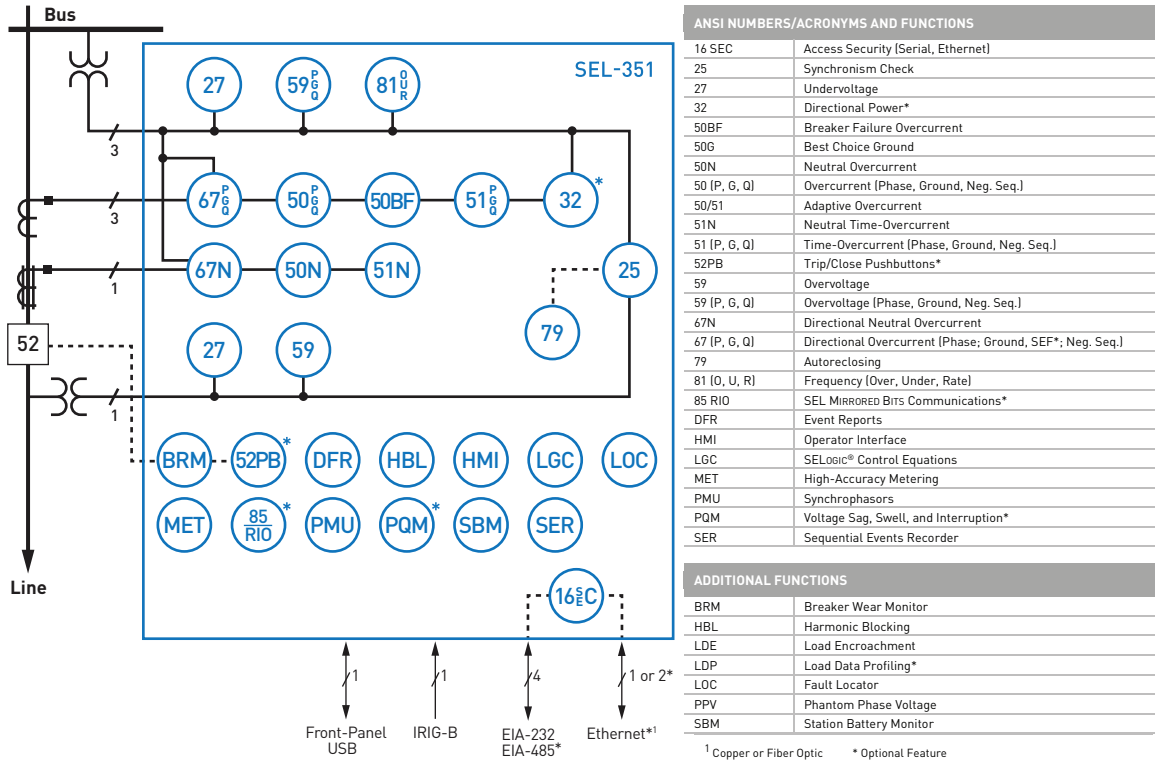 Bus
SEL-351
27
59 P G Q
81 O U R
3
67 P G Q
50 P G Q
50BF
51 P G Q
32 *
3
67N
50N
51N
25
1
79
52
27
59
1
BRM
52PB *
DFR
HBL
HMI
LGC
LOC
MET
85 RIO *
PMU
PQM *
SBM
SER
Line
16 S E C
1
1
4
1 or 2*
Front-Panel
USB
IRIG-B
EIA-232
EIA-485*
Ethernet*1
ANSI NUMBERS/ACRONYMS AND FUNCTIONS
16 SEC Access Security (Serial, Ethernet)
25 Synchronism Check
27 Undervoltage
32 Directional Power*
50BF Breaker Failure Overcurrent
50G Best Choice Ground
50N Neutral Overcurrent
50 (P, G, Q) Overcurrent (Phase, Ground, Neg. Seq.)
50/51 Adaptive Overcurrent
51N Neutral Time-Overcurrent
51 (P, G, Q) Time-Overcurrent (Phase, Ground, Neg. Seq.)
52PB Trip/Close Pushbuttons*
59 Overvoltage
59 (P, G, Q) Overvoltage (Phase, Ground, Neg. Seq.)
67N Directional Neutral Overcurrent
67 (P, G, Q) Directional Overcurrent (Phase; Ground, SEF*; Neg. Seq.)
79 Autoreclosing
81 (O, U, R) Frequency (Over, Under, Rate)
85 RIO SEL MIRRORED BITS Communications*
DFR Event Reports
HMI Operator Interface
LGC SELOGIC® Control Equations
MET High-Accuracy Metering
PMU Synchrophasors
PQM Voltage Sag, Swell, and Interruption*
SER Sequential Events Recorder
ADDITIONAL FUNCTIONS
BRM Breaker Wear Monitor
HBL Harmonic Blocking
LDE Load Encroachment
LDP Load Data Profiling*
LOC Fault Locator
PPV Phantom Phase Voltage
SBM Station Battery Monitor
1 Copper or Fiber Optic * Optional Feature